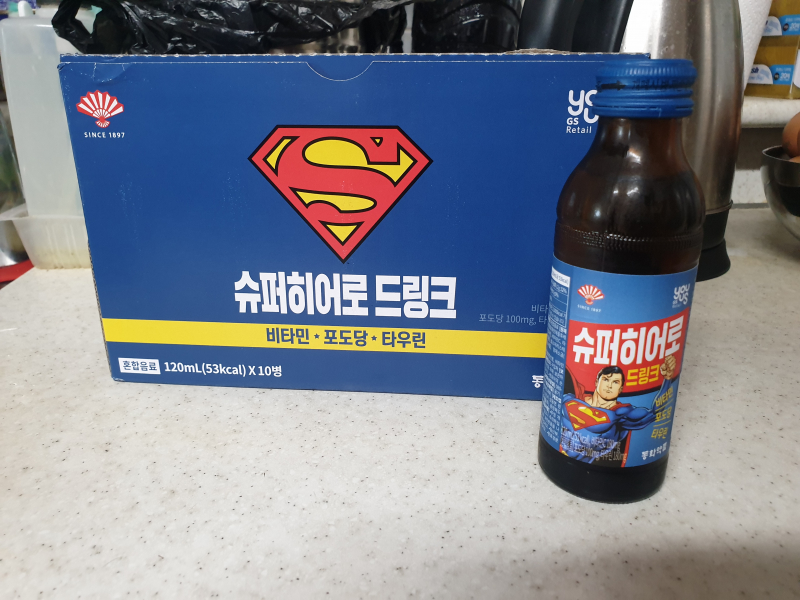 SINCE 1897
GS
Retail
슈퍼히어로 드링크
포도당 100mg,
비타민 * 포도당 * 타우린
혼합음료 120mL(53kcal) X 10병
SINCE 1897
슈퍼히어로
드링크
비타민
포도당
타우린
동화약품